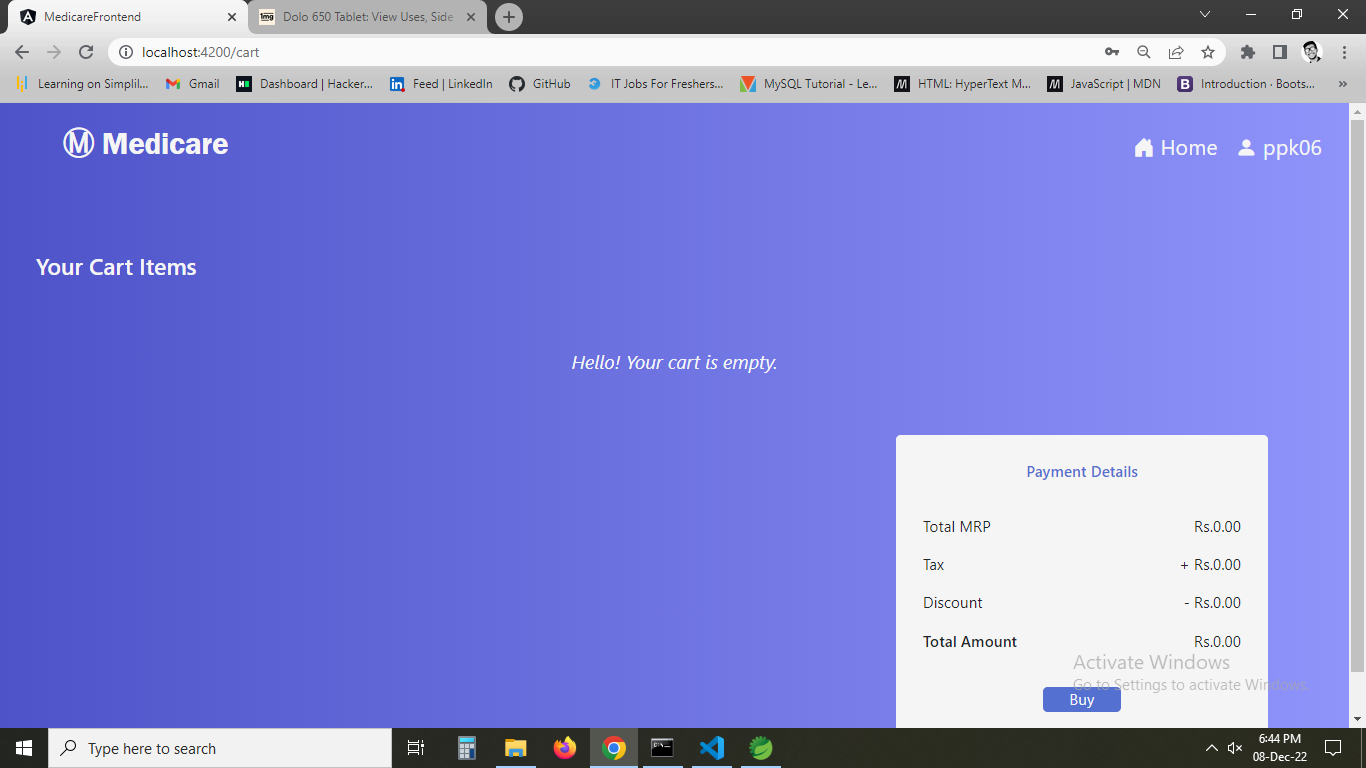 MedicareFrontend
1mg Dolo 650 Tablet: View Uses, Side
localhost:4200/cart
Learning on Simplil... Gmail Dashboard | Hacker... Feed | LinkedIn GitHub IT Jobs For Freshers... MySQL Tutorial - Le... HTML: HyperText M... JavaScript | MDN Introduction · Boots... »
M Medicare
Home ppk06
Your Cart Items
Hello! Your cart is empty.
Payment Details
Total MRP Rs.0.00
Tax + Rs.0.00
Discount - Rs.0.00
Total Amount Rs.0.00
Activate Windows
Go to Settings to activate Windows.
Buy
Type here to search
6:44 PM
08-Dec-22